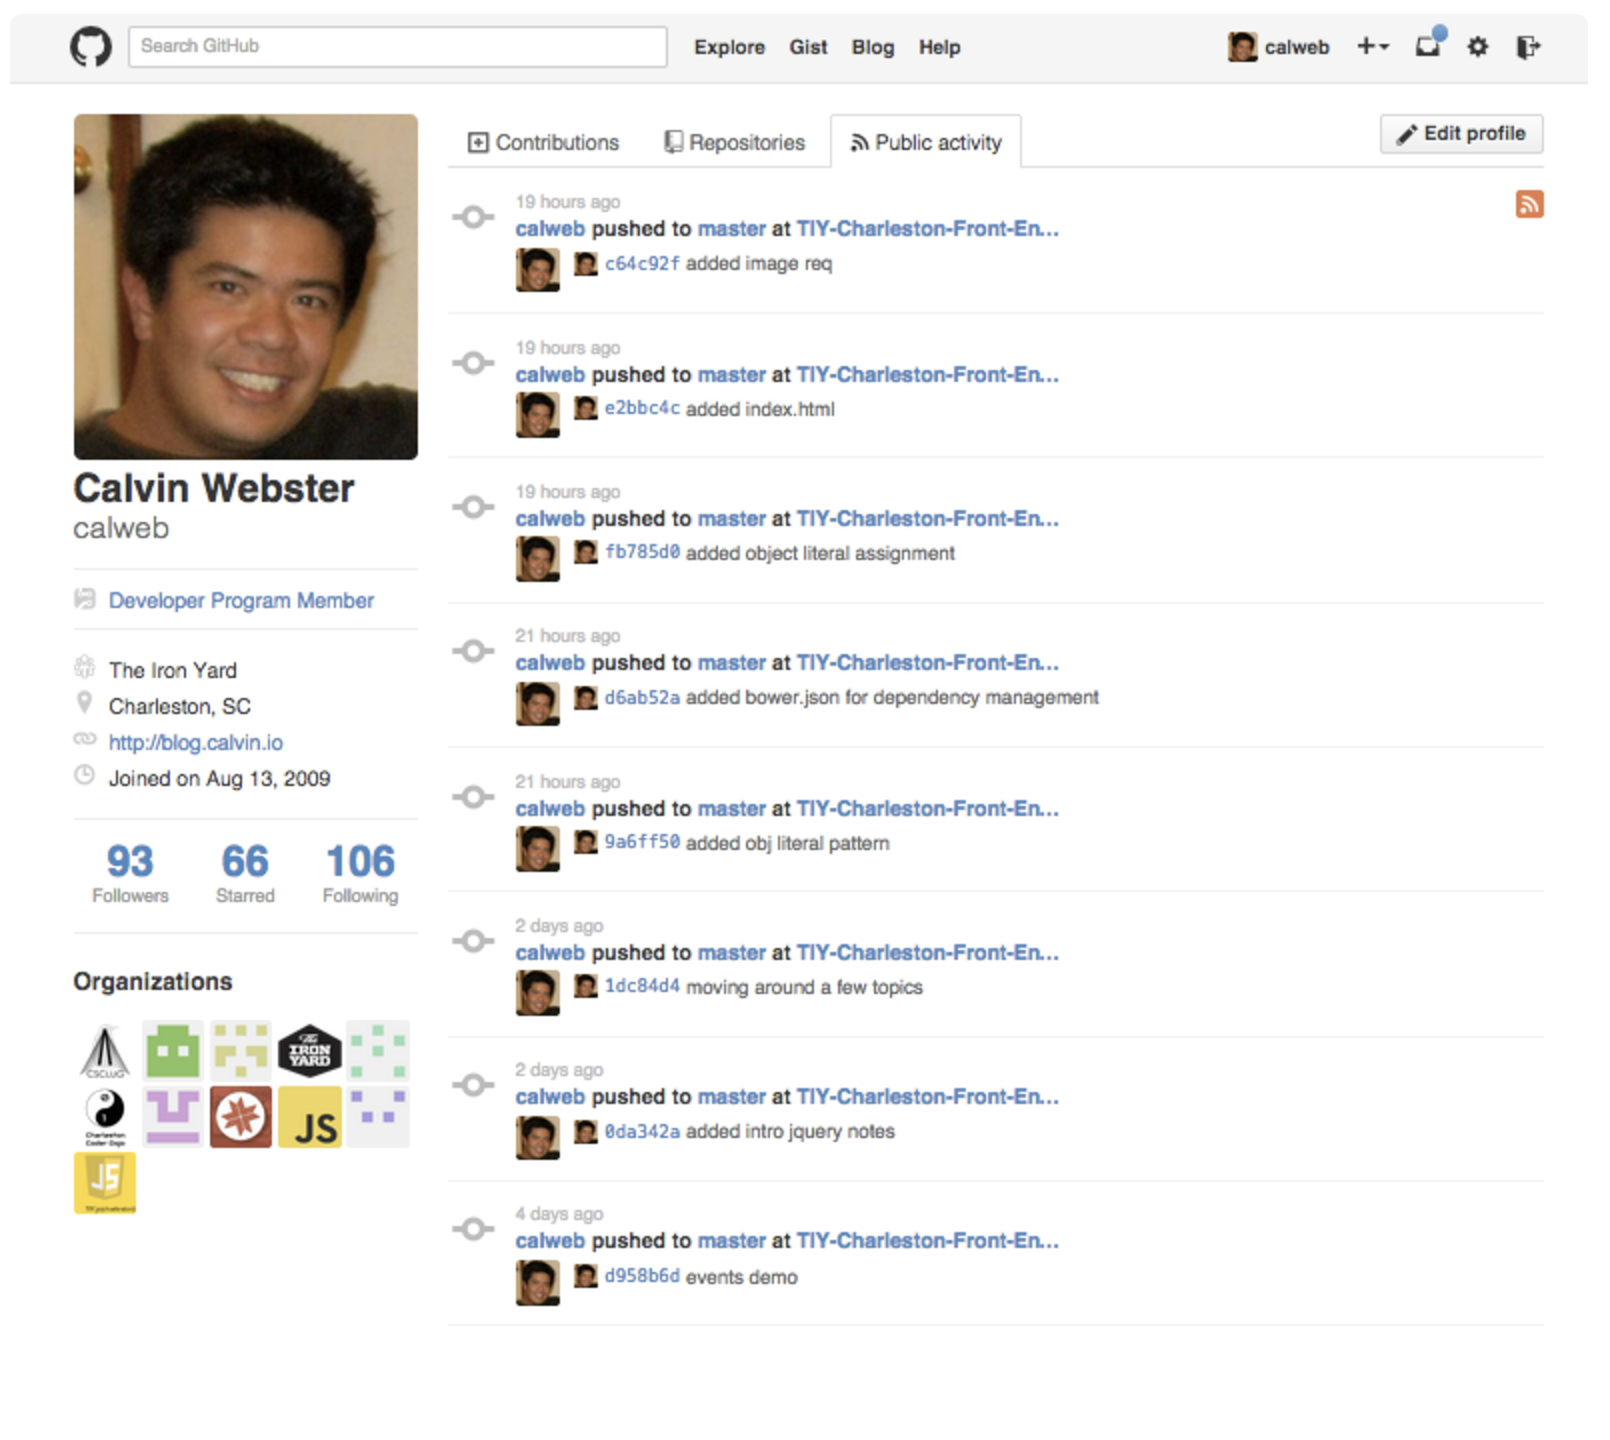 Search GitHub
Explore Gist Blog Help
calweb
Contributions Repositories Public activity
Edit profile
Calvin Webster
calweb
Developer Program Member
The Iron Yard
Charleston, SC
http://blog.calvin.io
Joined on Aug 13, 2009
93 66 106
Followers Starred Following
Organizations
CSCLUG
The
IRON
YARD
Charleston
Coder Dojo
JS
JS
19 hours ago
calweb pushed to master at TIY-Charleston-Front-En...
c64c92f added image req
19 hours ago
calweb pushed to master at TIY-Charleston-Front-En...
e2bbc4c added index.html
19 hours ago
calweb pushed to master at TIY-Charleston-Front-En...
fb785d0 added object literal assignment
21 hours ago
calweb pushed to master at TIY-Charleston-Front-En...
d6ab52a added bower.json for dependency management
21 hours ago
calweb pushed to master at TIY-Charleston-Front-En...
9a6ff50 added obj literal pattern
2 days ago
calweb pushed to master at TIY-Charleston-Front-En...
1dc84d4 moving around a few topics
2 days ago
calweb pushed to master at TIY-Charleston-Front-En...
0da342a added intro jquery notes
4 days ago
calweb pushed to master at TIY-Charleston-Front-En...
d958b6d events demo